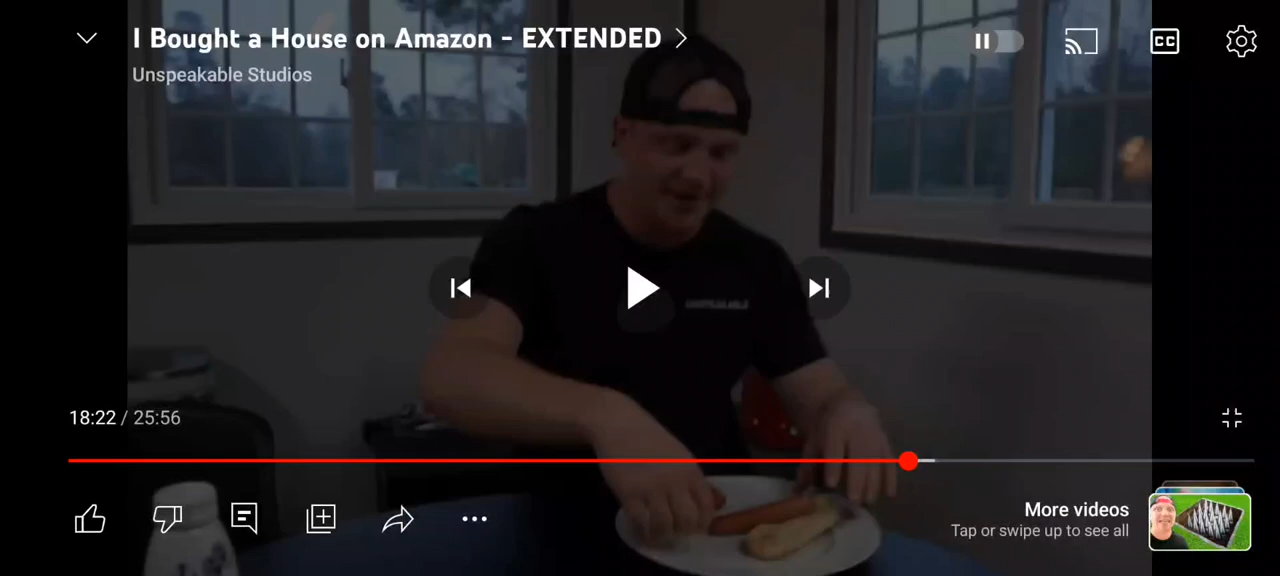 I Bought a House on Amazon - EXTENDED
Unspeakable Studios
CC
18:22 / 25:56
More videos
Tap or swipe up to see all